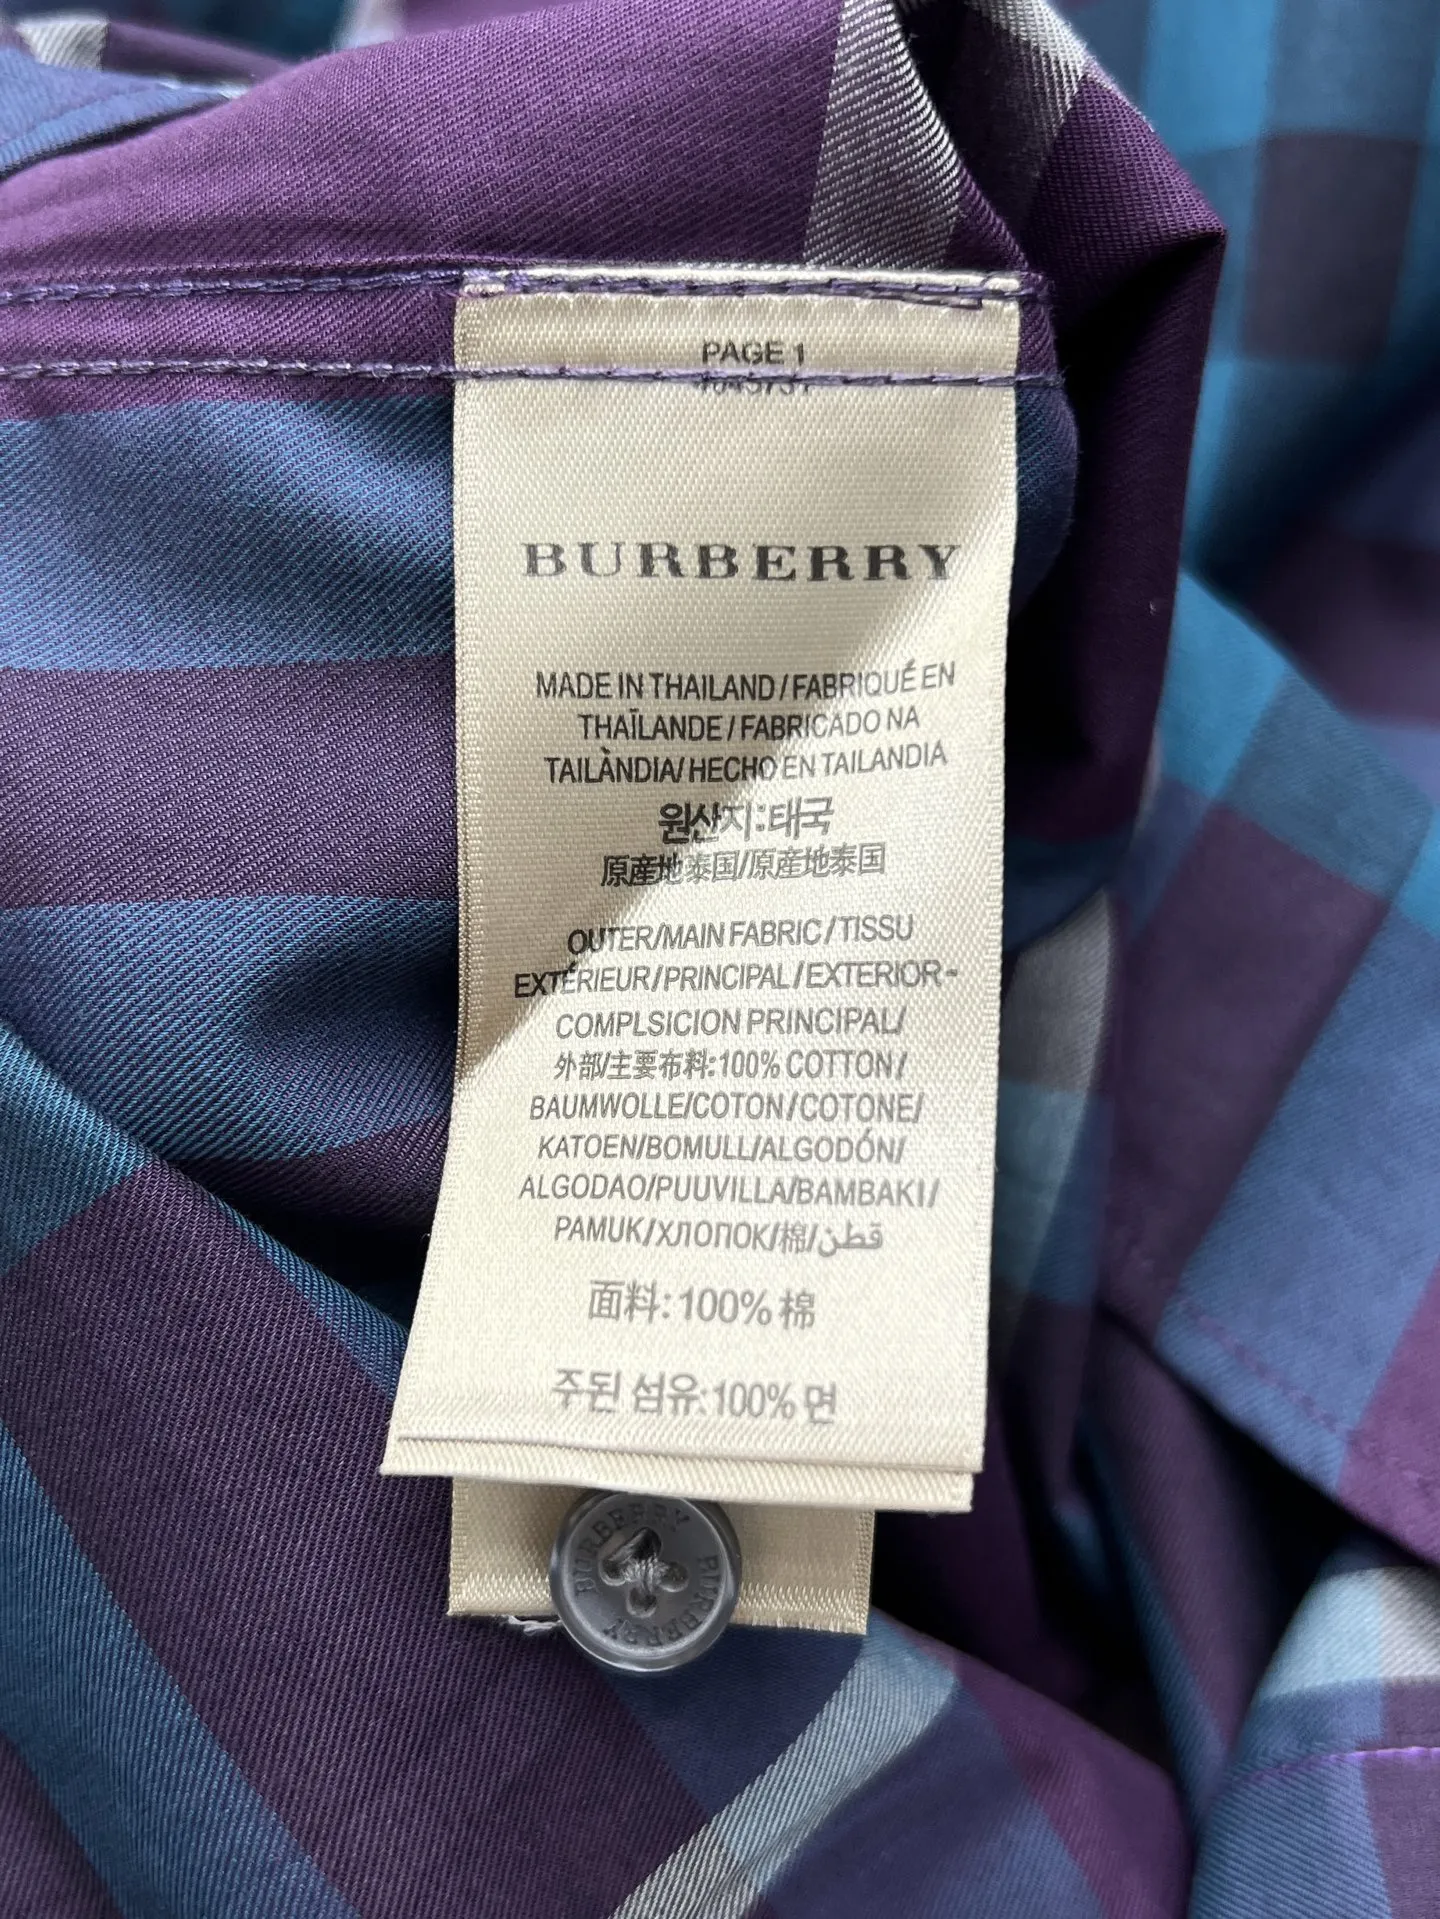 PAGE 1
BURBERRY
MADE IN THAILAND / FABRIQUÉ EN
THAÏLANDE / FABRICADO NA
TAILÀNDIA/ HECHO EN TAILANDIA
원산지:태국
原産地泰国/原産地泰国
OUTER/MAIN FABRIC / TISSU
EXTÉRIEUR/PRINCIPAL/EXTERIOR-
COMPLSICION PRINCIPAL/
外部/主要布料:100% COTTON /
BAUMWOLLE/COTON/COTONE/
KATOEN/BOMULL/ALGODÓN/
ALGODAO/PUUVILLA/BAMBAKI/
PAMUK/ХЛОПОК/棉/قطن
面料: 100% 棉
주된 섬유: 100% 면
BURBERRY BURBERRY